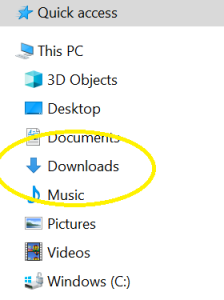 Quick access
This PC
3D Objects
Desktop
Documents
Downloads
Music
Pictures
Videos
Windows (C:)